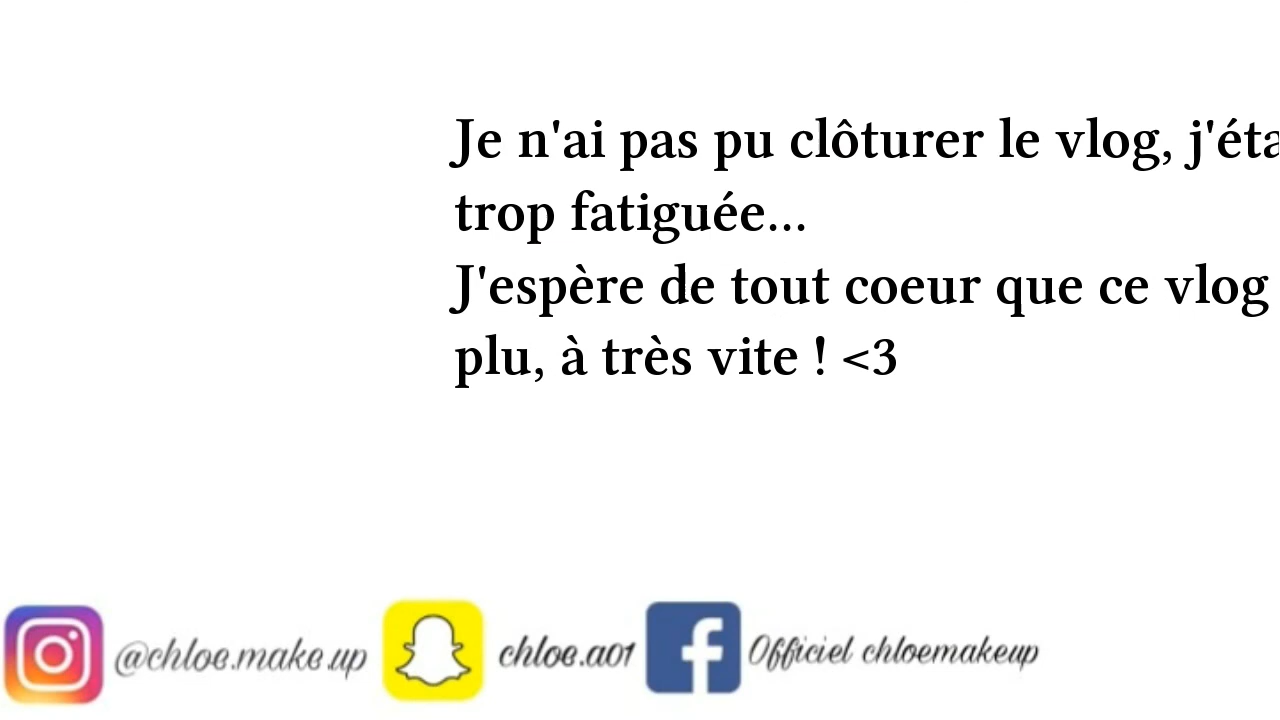 Je n'ai pas pu clôturer le vlog, j'éta
trop fatiguée...
J'espère de tout coeur que ce vlog
plu, à très vite ! <3
@chloe.make.up chloe.a01 Officiel chloemakeup